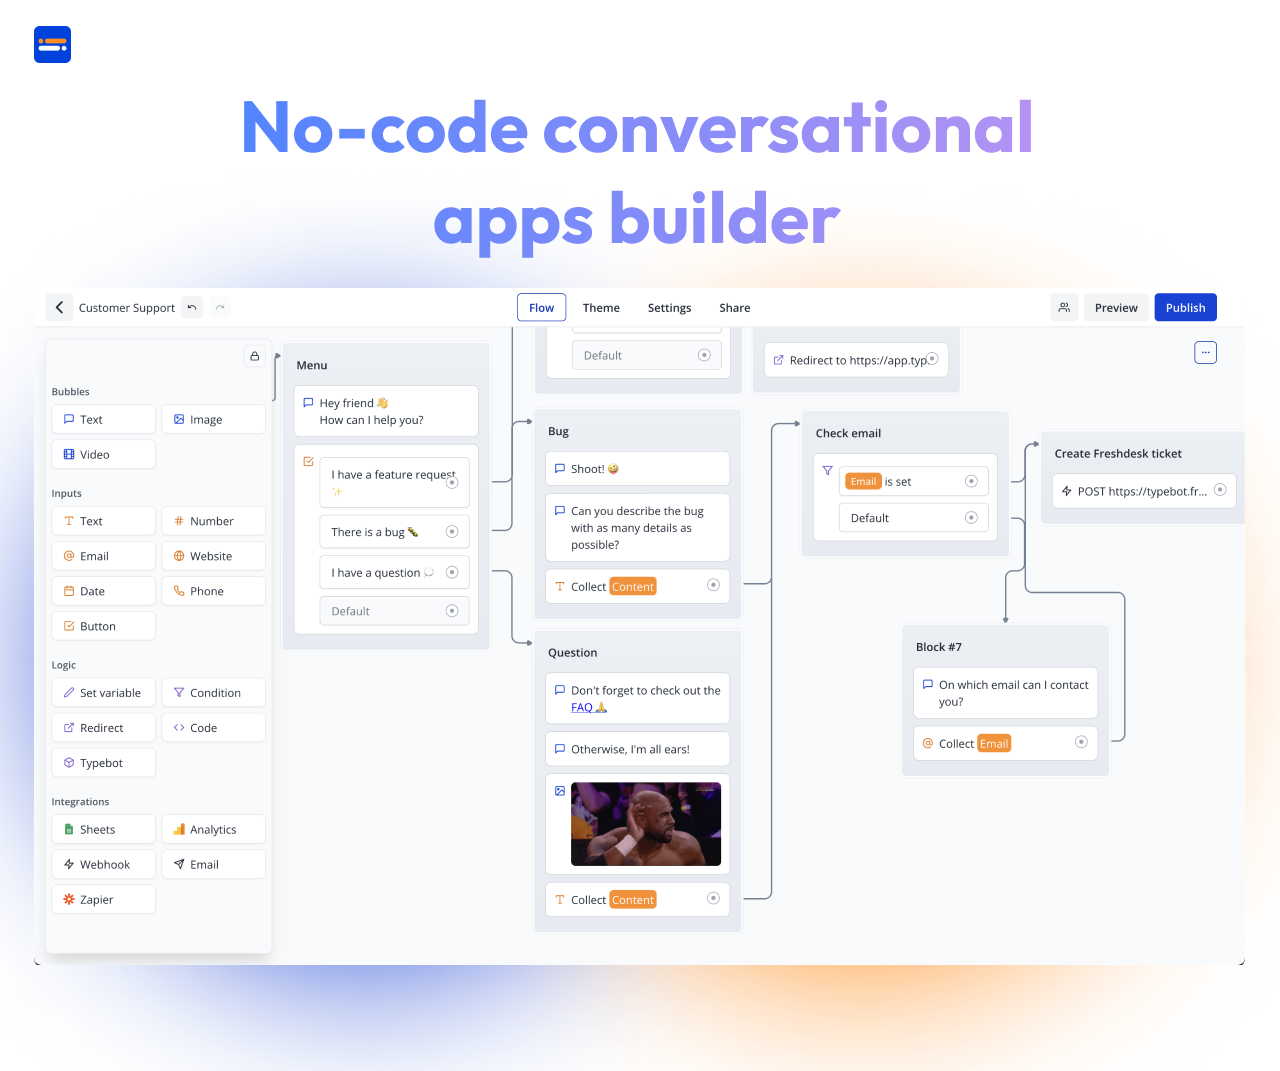 No-code conversational
apps builder
Customer Support
Flow
Theme
Settings
Share
Preview
Publish
Bubbles
Text
Image
Video
Inputs
Text
Number
Email
Website
Date
Phone
Button
Logic
Set variable
Condition
Redirect
Code
Typebot
Integrations
Sheets
Analytics
Webhook
Email
Zapier
Menu
Hey friend 👋
How can I help you?
I have a feature request
✨
There is a bug 🐛
I have a question 💭
Default
Default
Redirect to https://app.typ
Bug
Shoot! 🤪
Can you describe the bug
with as many details as
possible?
Collect Content
Question
Don't forget to check out the
FAQ 🙏
Otherwise, I'm all ears!
Collect Content
Check email
Email is set
Default
Create Freshdesk ticket
POST https://typebot.fr...
Block #7
On which email can I contact
you?
Collect Email